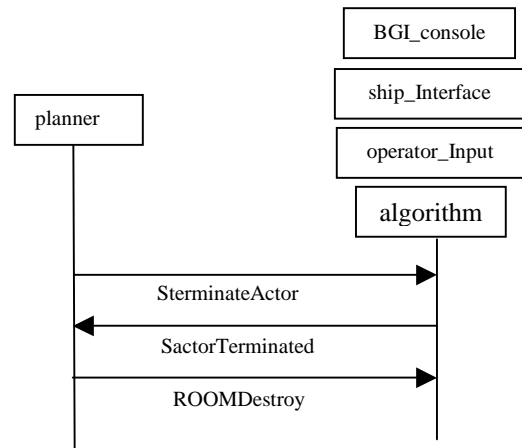 BGI_console
ship_Interface
planner
operator_Input
algorithm
SterminateActor
SactorTerminated
ROOMDestroy